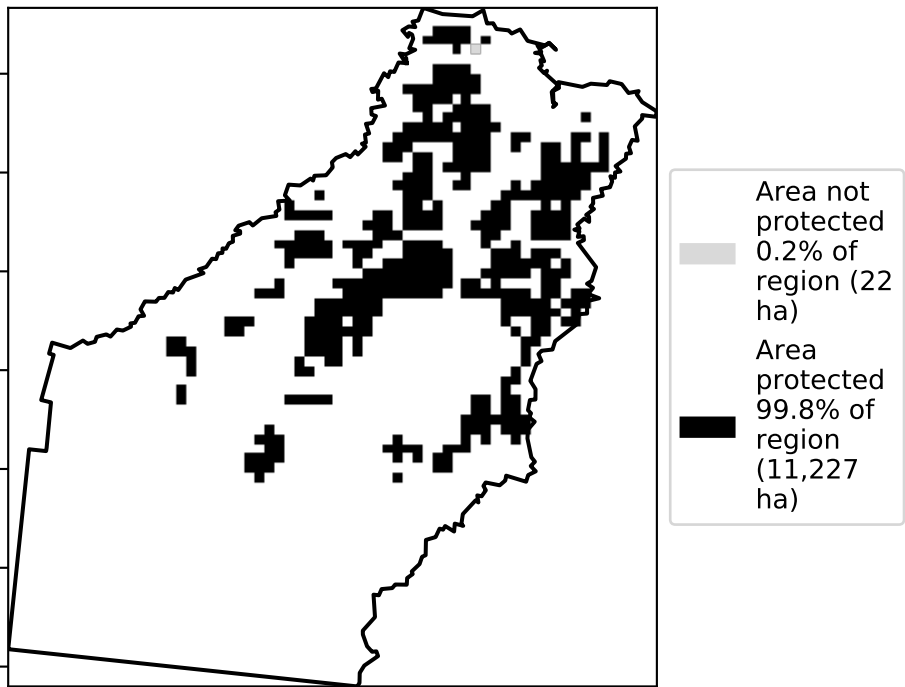 Area not
protected
0.2% of
region (22
ha)
Area
protected
99.8% of
region
(11,227
ha)